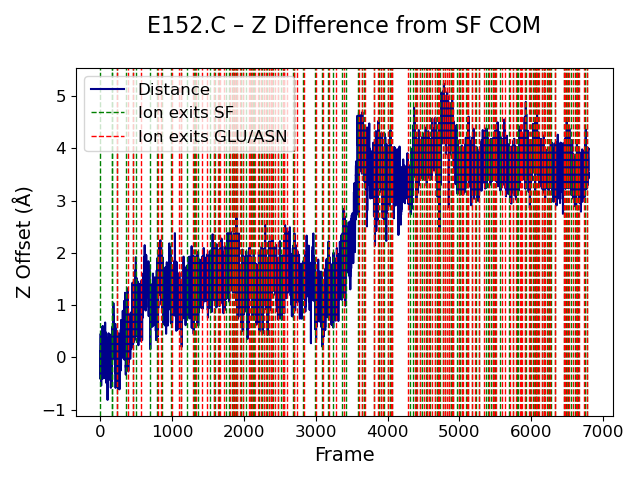 E152.C – Z Difference from SF COM
Distance
Ion exits SF
Ion exits GLU/ASN
Z Offset (Å)
5
4
3
2
1
0
−1
0 1000 2000 3000 4000 5000 6000 7000
Frame